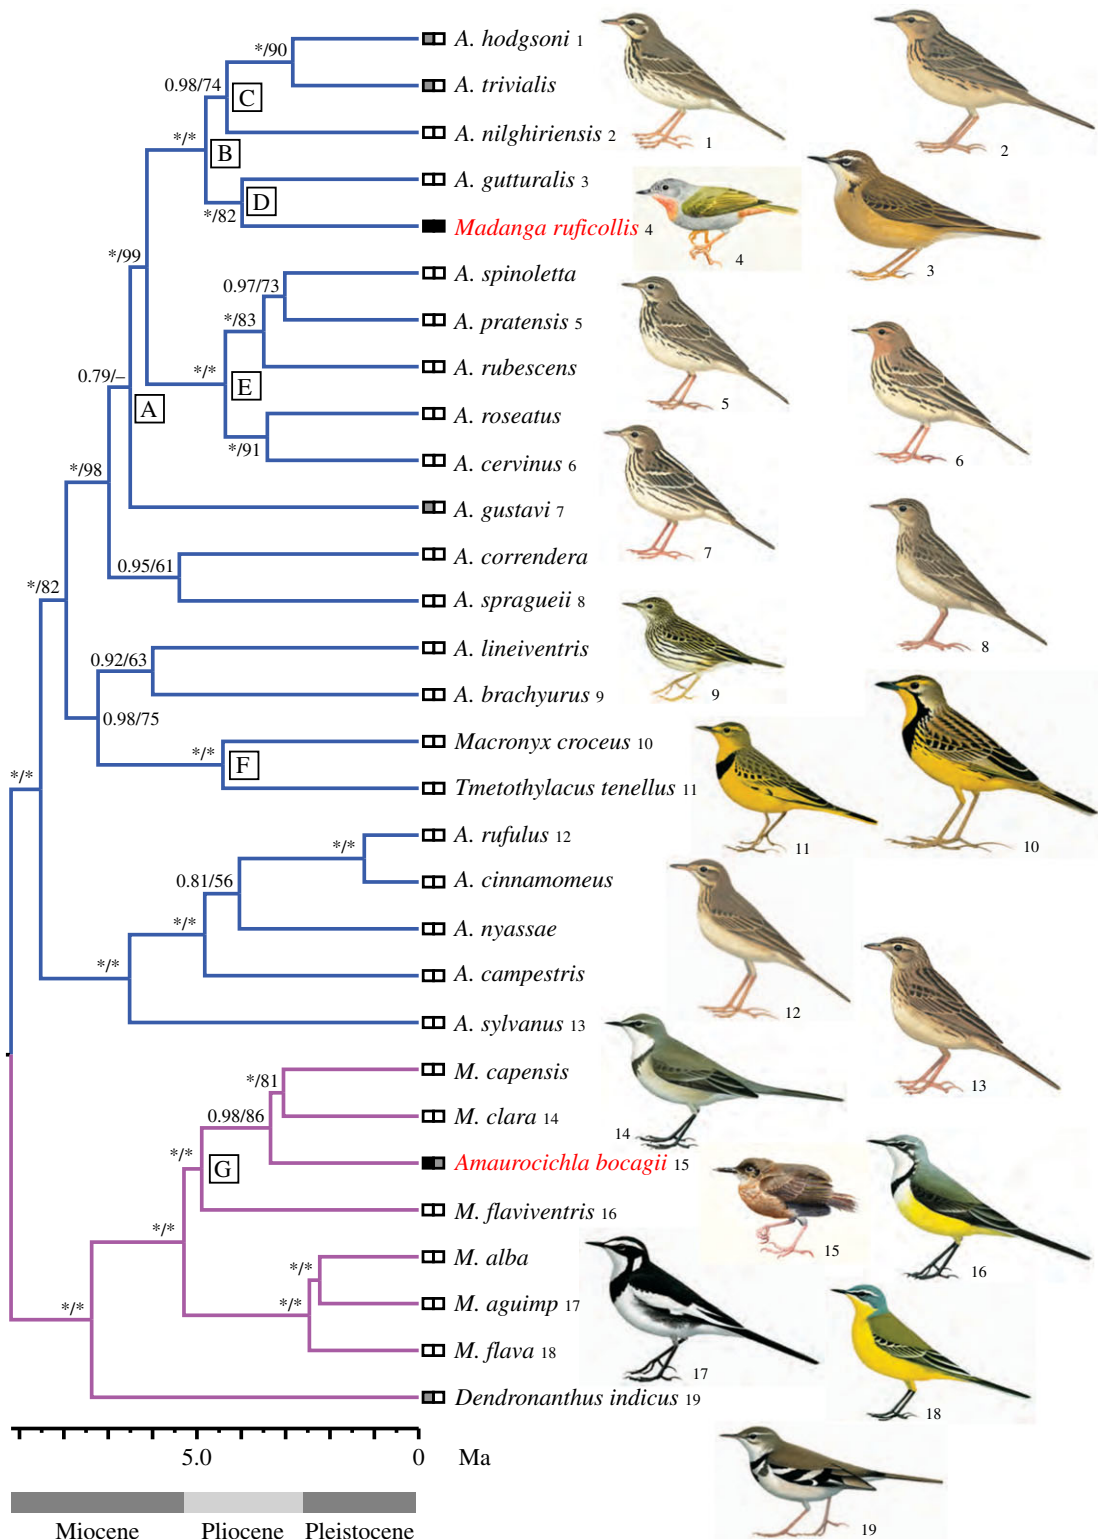 */90
A. hodgsoni 1
0.98/74
C
A. trivialis
*/*
B
A. nilghiriensis 2
1
2
D
A. gutturalis 3
*/82
Madanga ruficollis 4
4
3
*/99
A. spinoletta
0.97/73
*/83
A. pratensis 5
*/*
E
A. rubescens
0.79/–
A
5
A. roseatus
*/91
A. cervinus 6
6
*/98
A. gustavi 7
7
A. correndera
0.95/61
*/82
A. spragueii 8
8
A. lineiventris
0.92/63
A. brachyurus 9
9
0.98/75
Macronyx croceus 10
*/*
F
*/*
Tmetothylacus tenellus 11
11
10
A. rufulus 12
*/*
0.81/56
A. cinnamomeus
*/*
A. nyassae
*/*
A. campestris
12
A. sylvanus 13
M. capensis
*/81
13
0.98/86
M. clara 14
14
*/*
G
Amaurocichla bocagii 15
M. flaviventris 16
15
16
*/*
M. alba
*/*
*/*
M. aguimp 17
*/*
M. flava 18
17
Dendronanthus indicus 19
18
5.0
0
Ma
19
Miocene
Pliocene
Pleistocene